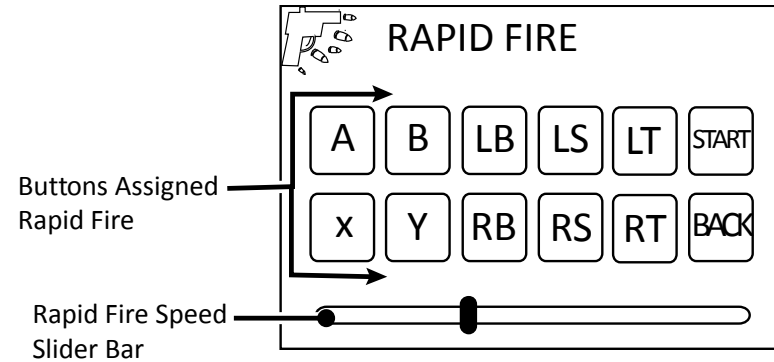 RAPID FIRE
A B LB LS LT START
Buttons Assigned
Rapid Fire
x Y RB RS RT BACK
Rapid Fire Speed
Slider Bar